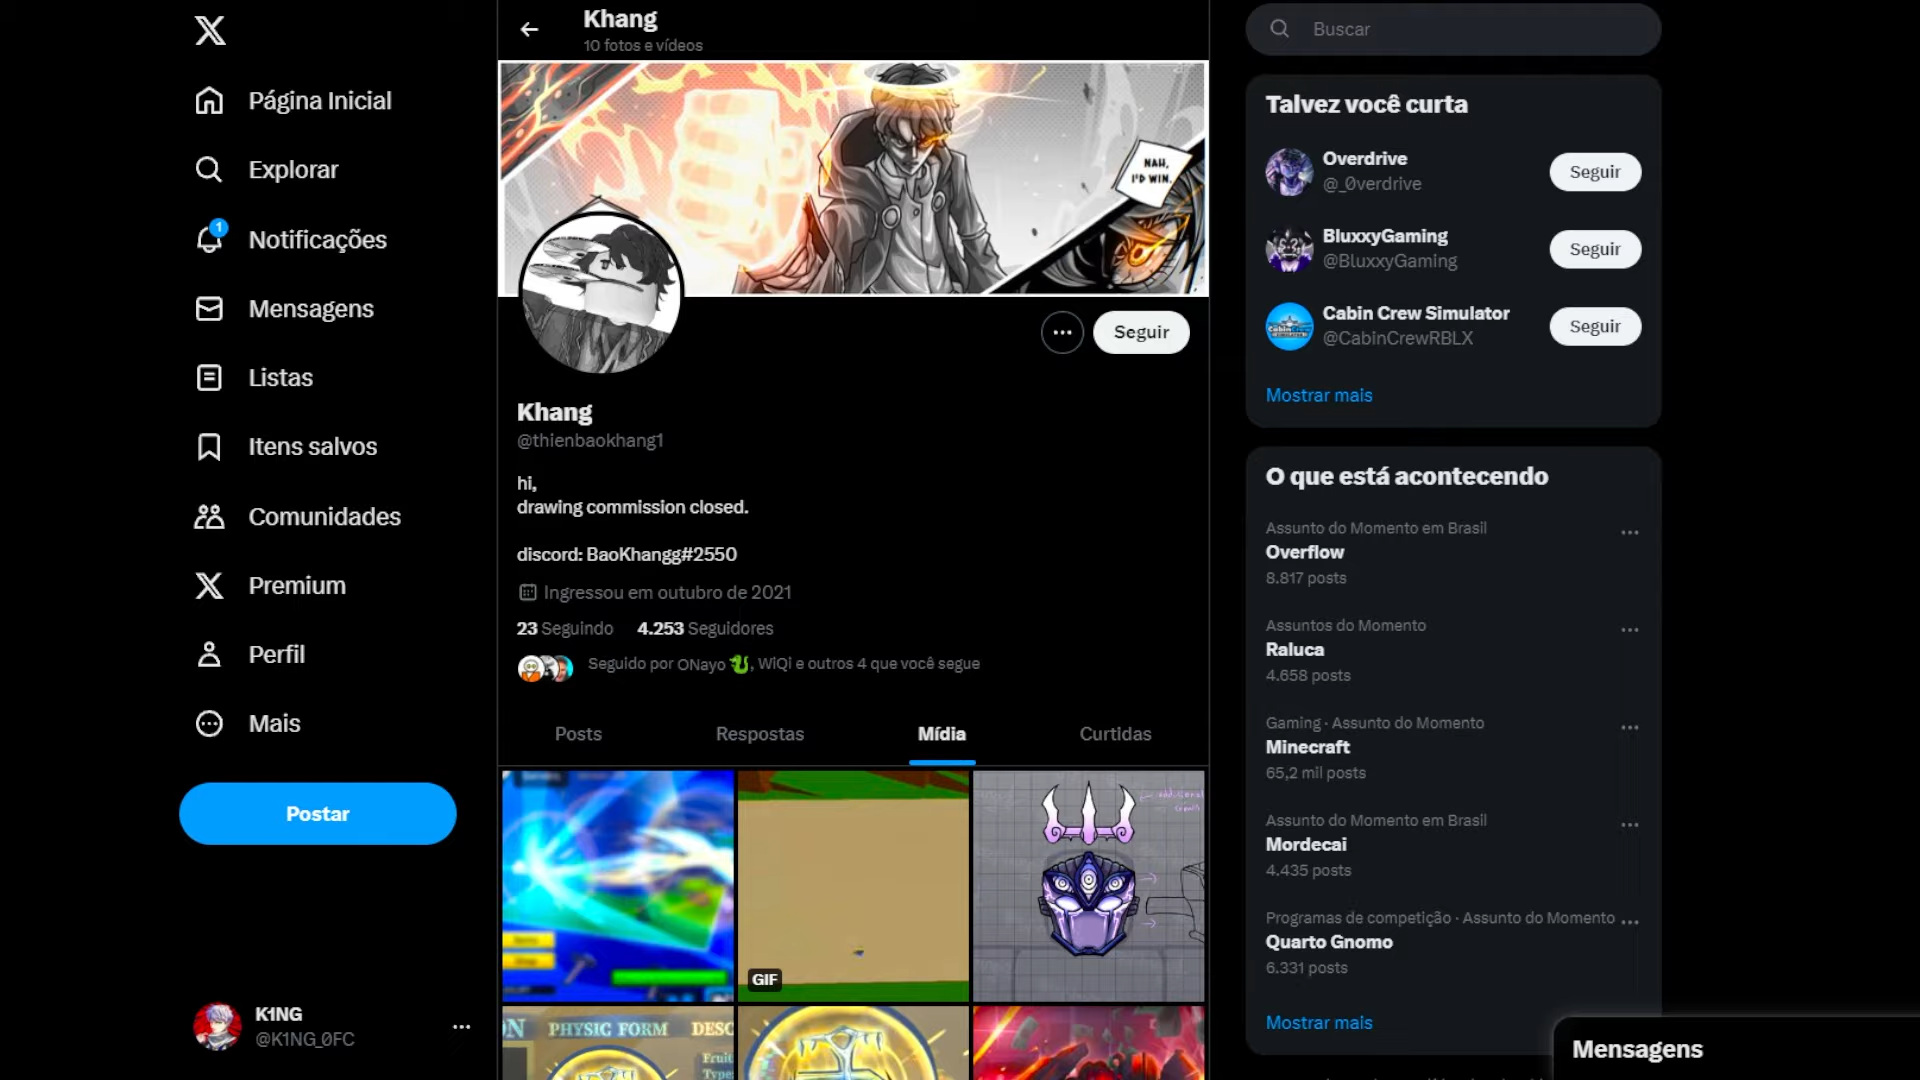 Página Inicial
Explorar
1
Notificações
Mensagens
Listas
Itens salvos
Comunidades
Premium
Perfil
Mais
Postar
K1NG
@K1NG_0FC
Khang
10 fotos e vídeos
NAH,
I'D WIN.
Seguir
Khang
@thienbaokhang1
hi,
drawing commission closed.
discord: BaoKhangg#2550
Ingressou em outubro de 2021
23 Seguindo 4.253 Seguidores
Seguido por ONayo, WlQi e outros 4 que você segue
Posts Respostas Mídia Curtidas
GIF
PHYSIC FORM
Fruit
Type:
Buscar
Talvez você curta
Overdrive
@_0verdrive
Seguir
BluxxyGaming
@BluxxyGaming
Seguir
Cabin Crew Simulator
@CabinCrewRBLX
Seguir
Mostrar mais
O que está acontecendo
Assunto do Momento em Brasil
Overflow
8.817 posts
Assuntos do Momento
Raluca
4.658 posts
Gaming · Assunto do Momento
Minecraft
65,2 mil posts
Assunto do Momento em Brasil
Mordecai
4.435 posts
Programas de competição · Assunto do Momento
Quarto Gnomo
6.331 posts
Mostrar mais
Mensagens